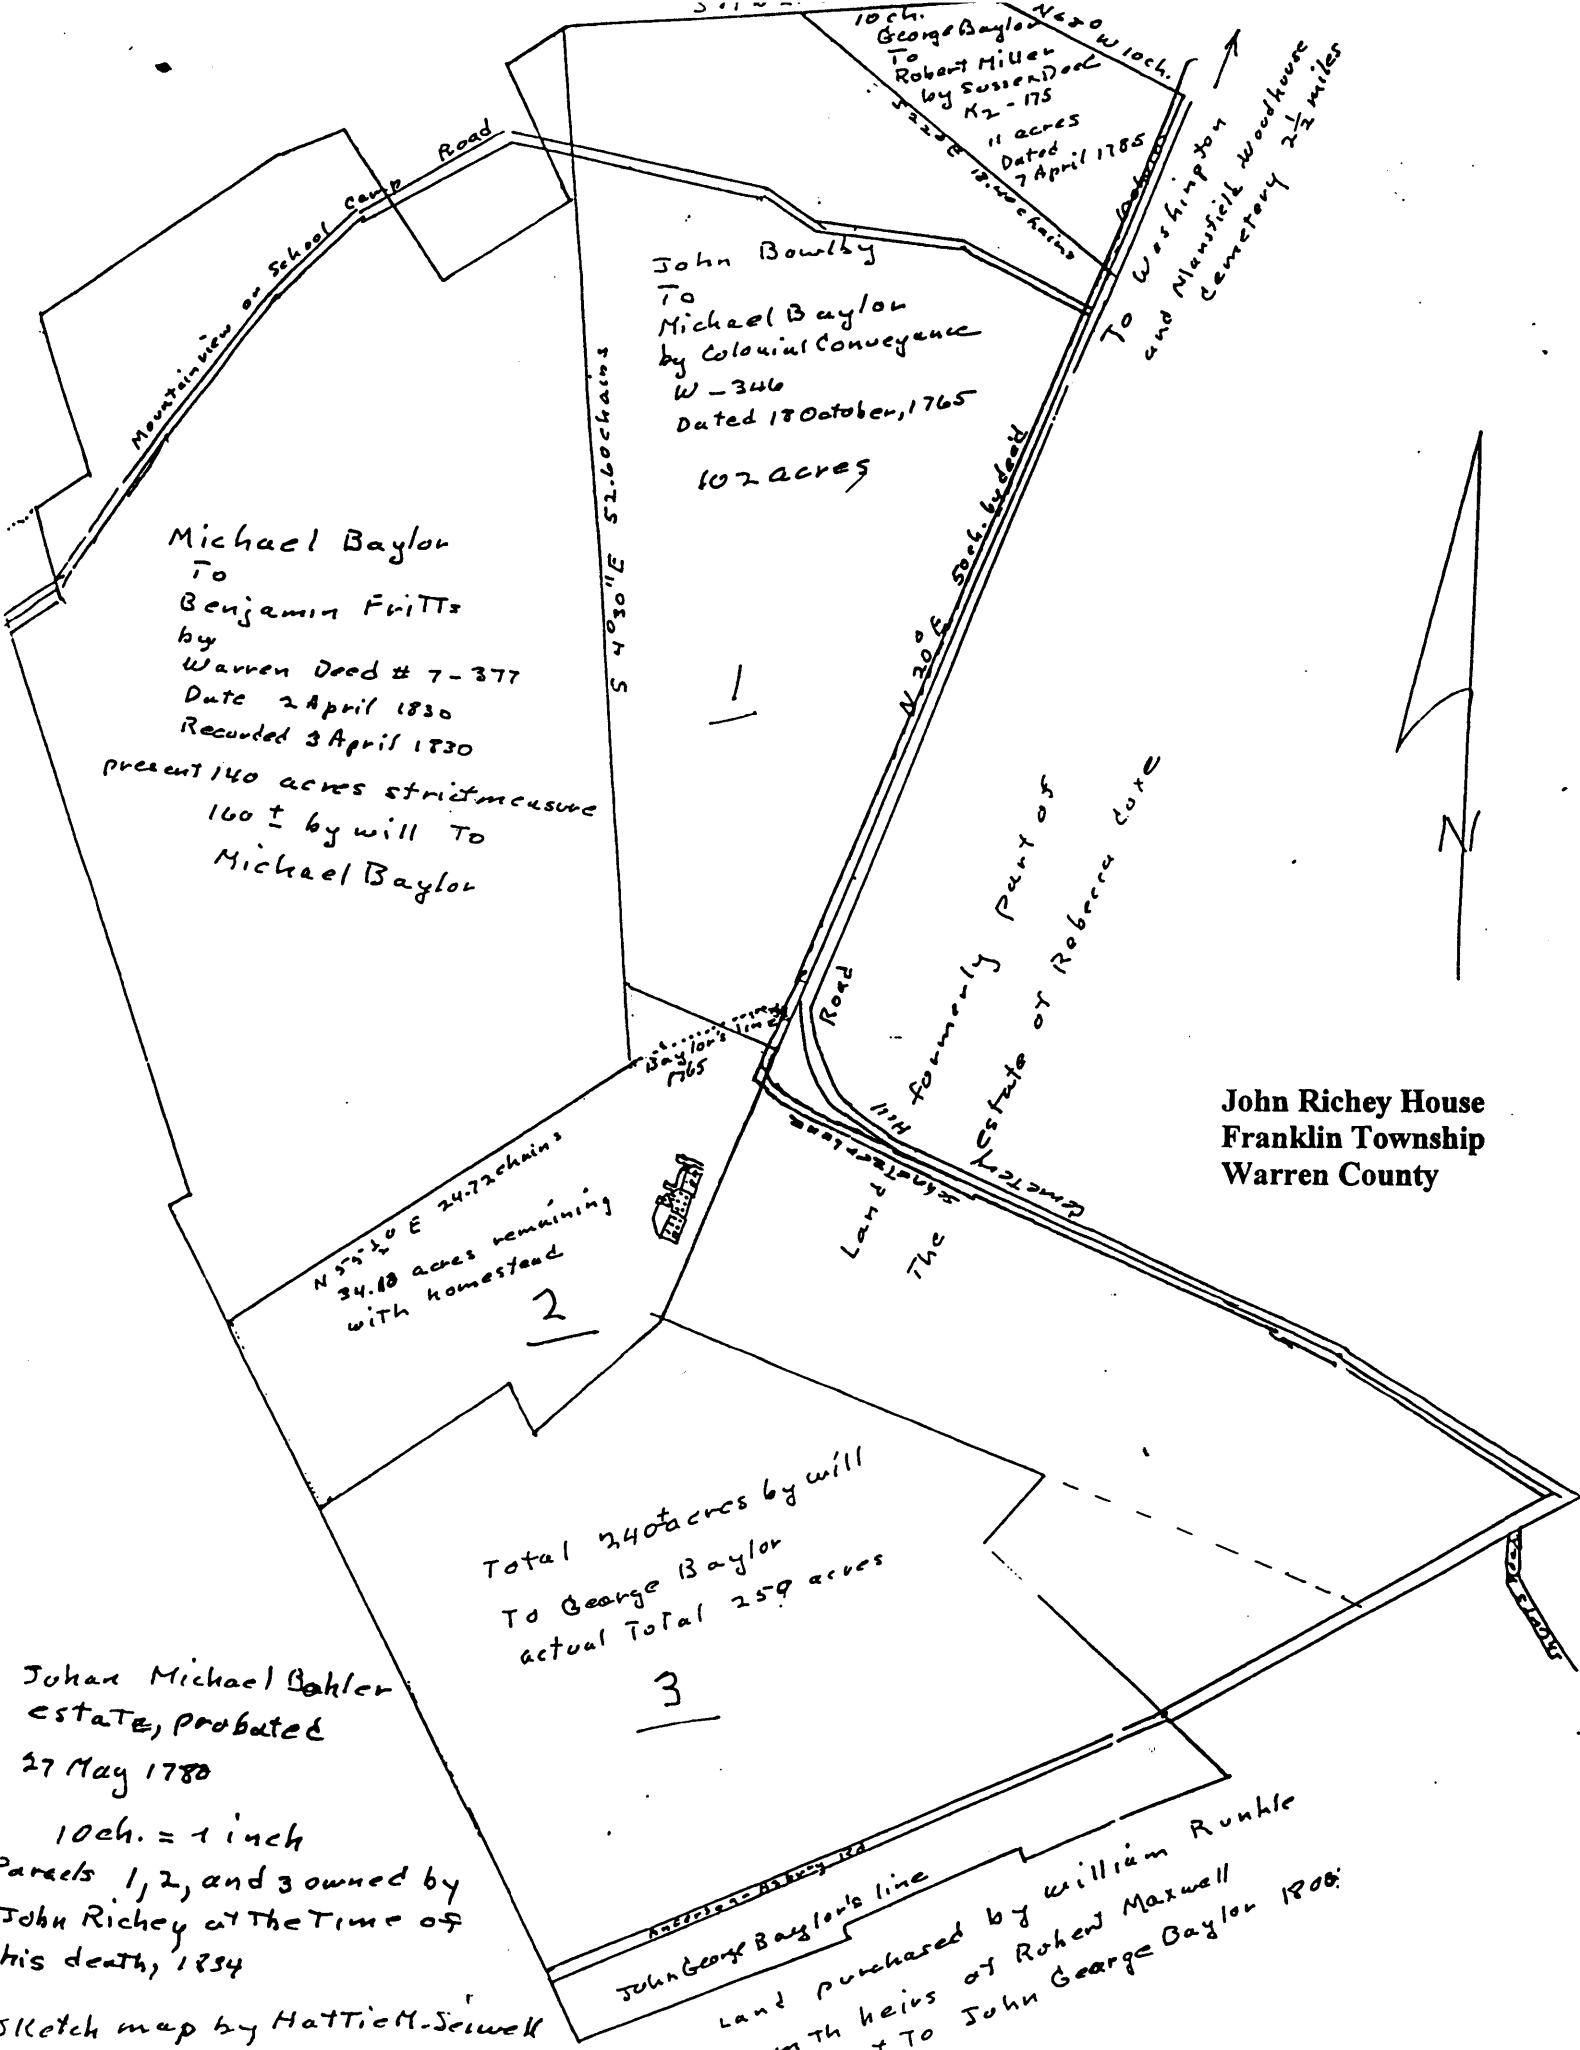 10 ch.
George Baylor
To
Robert Miller
by Sussex Deed
K2 - 175
11 acres
Dated
7 April 1785
N 63° W 10ch.
S 22 E 18.40 chains
To Washington
and Mansfield Woodhouse
cemetery 2½ miles
Mountainview or School Camp Road
John Bowlby
To
Michael Baylor
by Colonial Conveyance
W - 346
Dated 18 October, 1765
102 acres
S 4°30" E 52.60 chains
N 20° E 50 ch. by deed
1
Michael Baylor
To
Benjamin Fritts
by
Warren Deed # 7 - 377
Date 2 April 1830
Recorded 3 April 1830
present 140 acres strict measure
160 ± by will To
Michael Baylor
N
Baylor's line
1765
Cemetery Hill Road
Lane
Land formerly part of
The Estate of Rebecca Coxe
John Richey House
Franklin Township
Warren County
N 55½° E 24.72 chains
34.18 acres remaining
with homestead
2
Total 240± acres by will
To George Baylor
actual Total 259 acres
3
Road
Anderson - Asbury Rd
John George Baylor's line
Land purchased by William Runkle
heirs of Robert Maxwell
To John George Baylor
Johan Michael Bahler
estate, probated
27 May 1780
10ch. = 1 inch
Parcels 1, 2, and 3 owned by
John Richey at The Time of
his death, 1834
Sketch map by Hattie M.